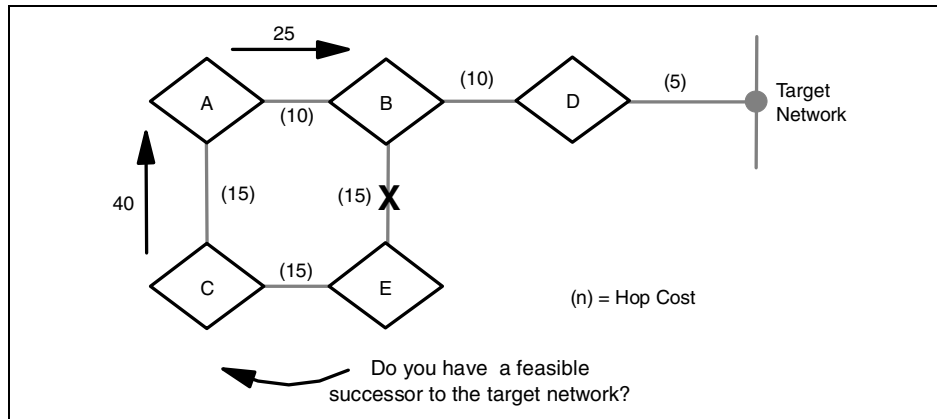 25
A
(10)
B
(10)
D
(5)
Target
Network
40
(15)
(15)
X
C
(15)
E
(n) = Hop Cost
Do you have a feasible
successor to the target network?